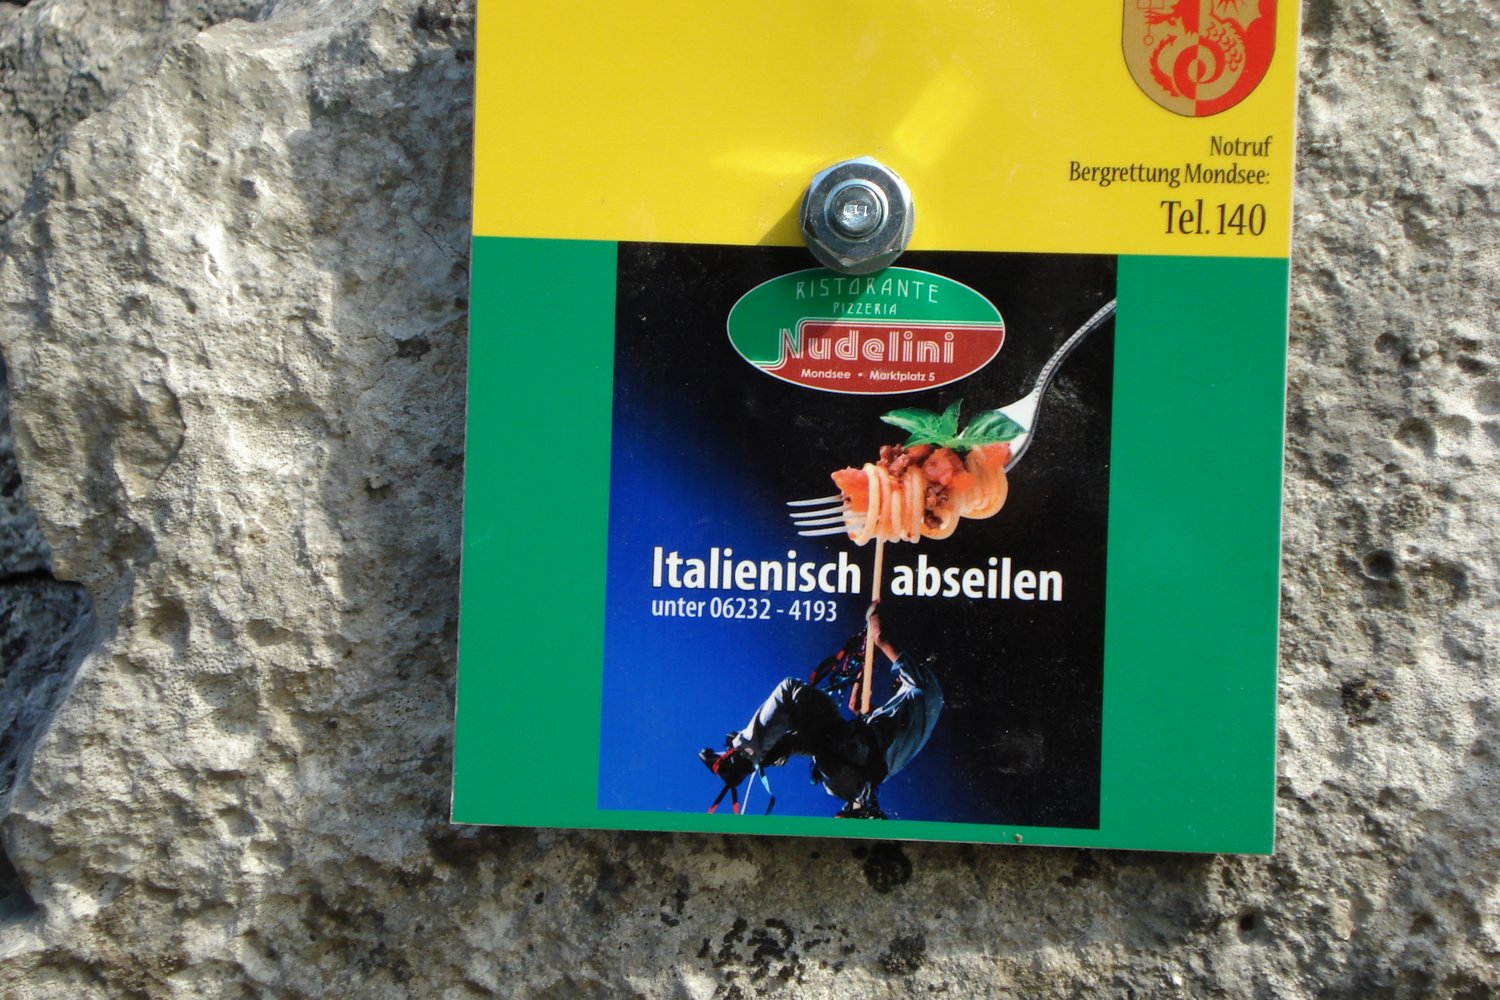 Notruf
Bergrettung Mondsee:
Tel. 140
RISTORANTE
PIZZERIA
Nudelini
Mondsee • Marktplatz 5
Italienisch abseilen
unter 06232 - 4193